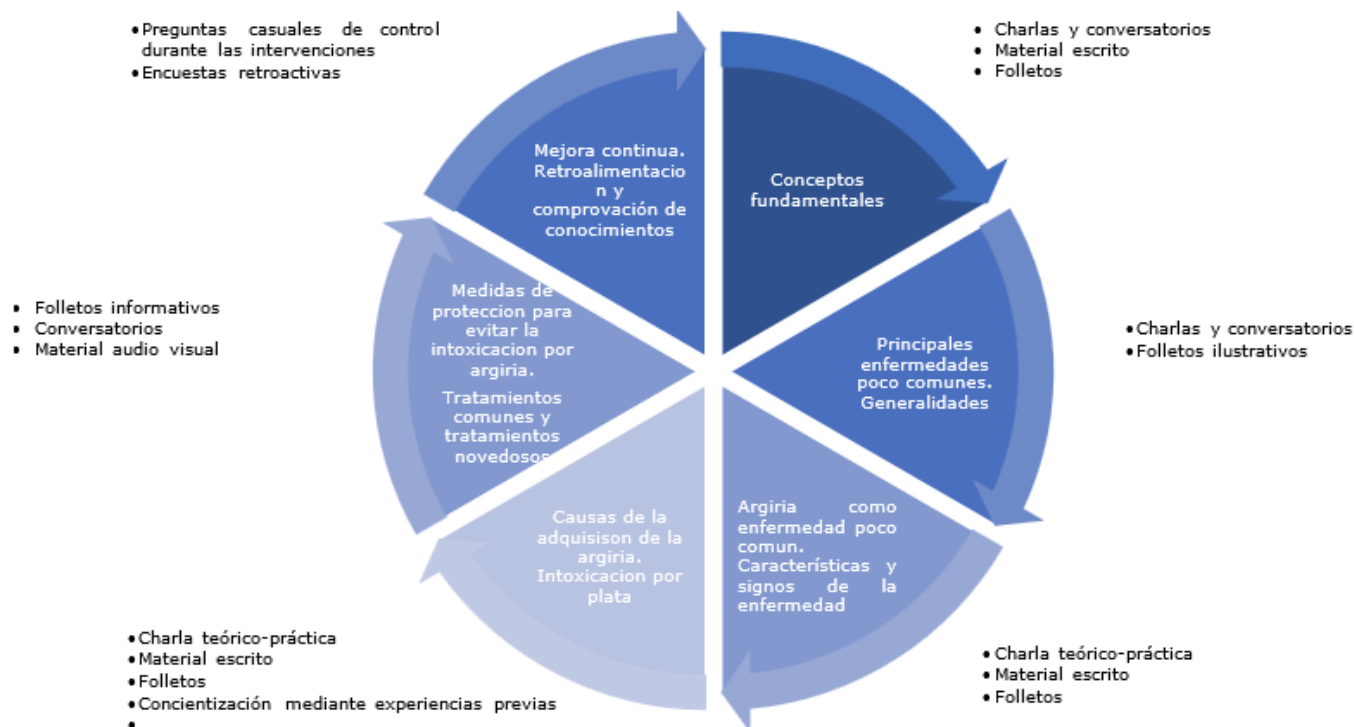 •Preguntas casuales de control
durante las intervenciones
•Encuestas retroactivas
• Charlas y conversatorios
• Material escrito
• Folletos
Mejora continua.
Retroalimentacio
n y
comprovación de
conocimientos
Conceptos
fundamentales
• Folletos informativos
• Conversatorios
• Material audio visual
Medidas de
proteccion para
evitar la
intoxicacion por
argiria.
Tratamientos
comunes y
tratamientos
novedosos
Principales
enfermedades
poco comunes.
Generalidades
•Charlas y conversatorios
•Folletos ilustrativos
Causas de la
adquisison de la
argiria.
Intoxicacion por
plata
Argiria como
enfermedad poco
comun.
Características y
signos de la
enfermedad
•Charla teórico-práctica
•Material escrito
•Folletos
•Concientización mediante experiencias previas
•
•Charla teórico-práctica
•Material escrito
•Folletos